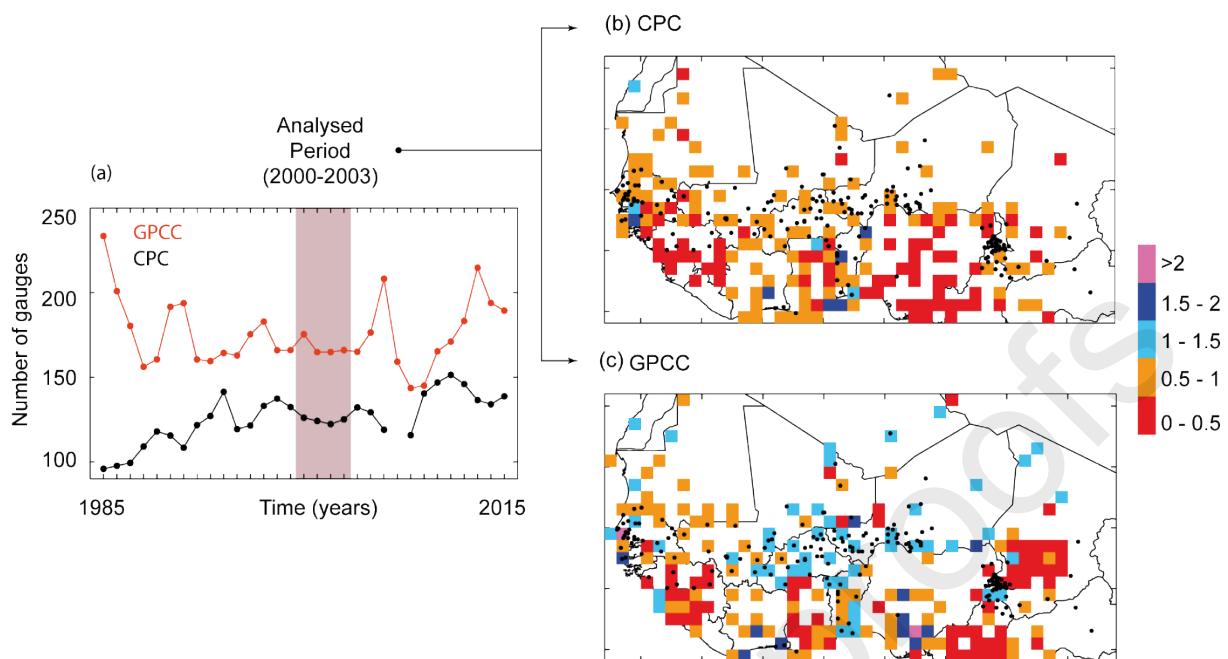 (b) CPC
Analysed
Period
(2000-2003)
(a)
250
200
150
100
Number of gauges
GPCC
CPC
1985
Time (years)
2015
(c) GPCC
>2
1.5 - 2
1 - 1.5
0.5 - 1
0 - 0.5
roofs